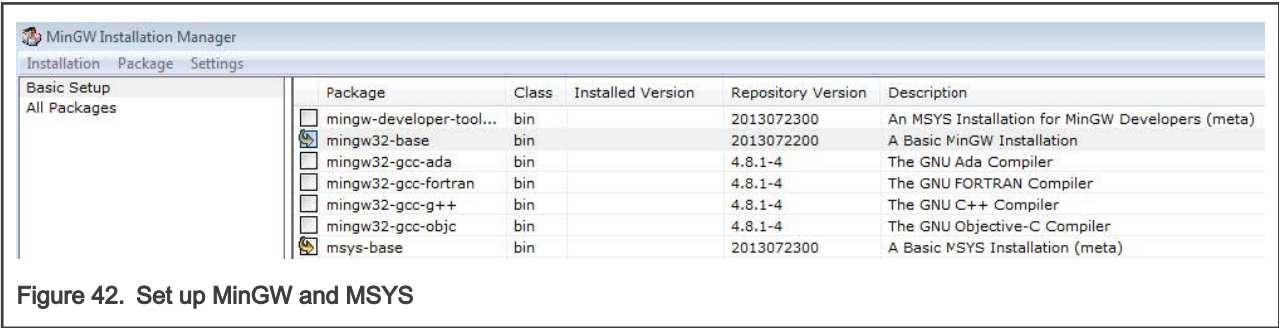 MinGW Installation Manager
Installation Package Settings
Basic Setup
All Packages
Package Class Installed Version Repository Version Description
mingw-developer-tool... bin 2013072300 An MSYS Installation for MinGW Developers (meta)
mingw32-base bin 2013072200 A Basic MinGW Installation
mingw32-gcc-ada bin 4.8.1-4 The GNU Ada Compiler
mingw32-gcc-fortran bin 4.8.1-4 The GNU FORTRAN Compiler
mingw32-gcc-g++ bin 4.8.1-4 The GNU C++ Compiler
mingw32-gcc-objc bin 4.8.1-4 The GNU Objective-C Compiler
msys-base bin 2013072300 A Basic MSYS Installation (meta)
Figure 42. Set up MinGW and MSYS